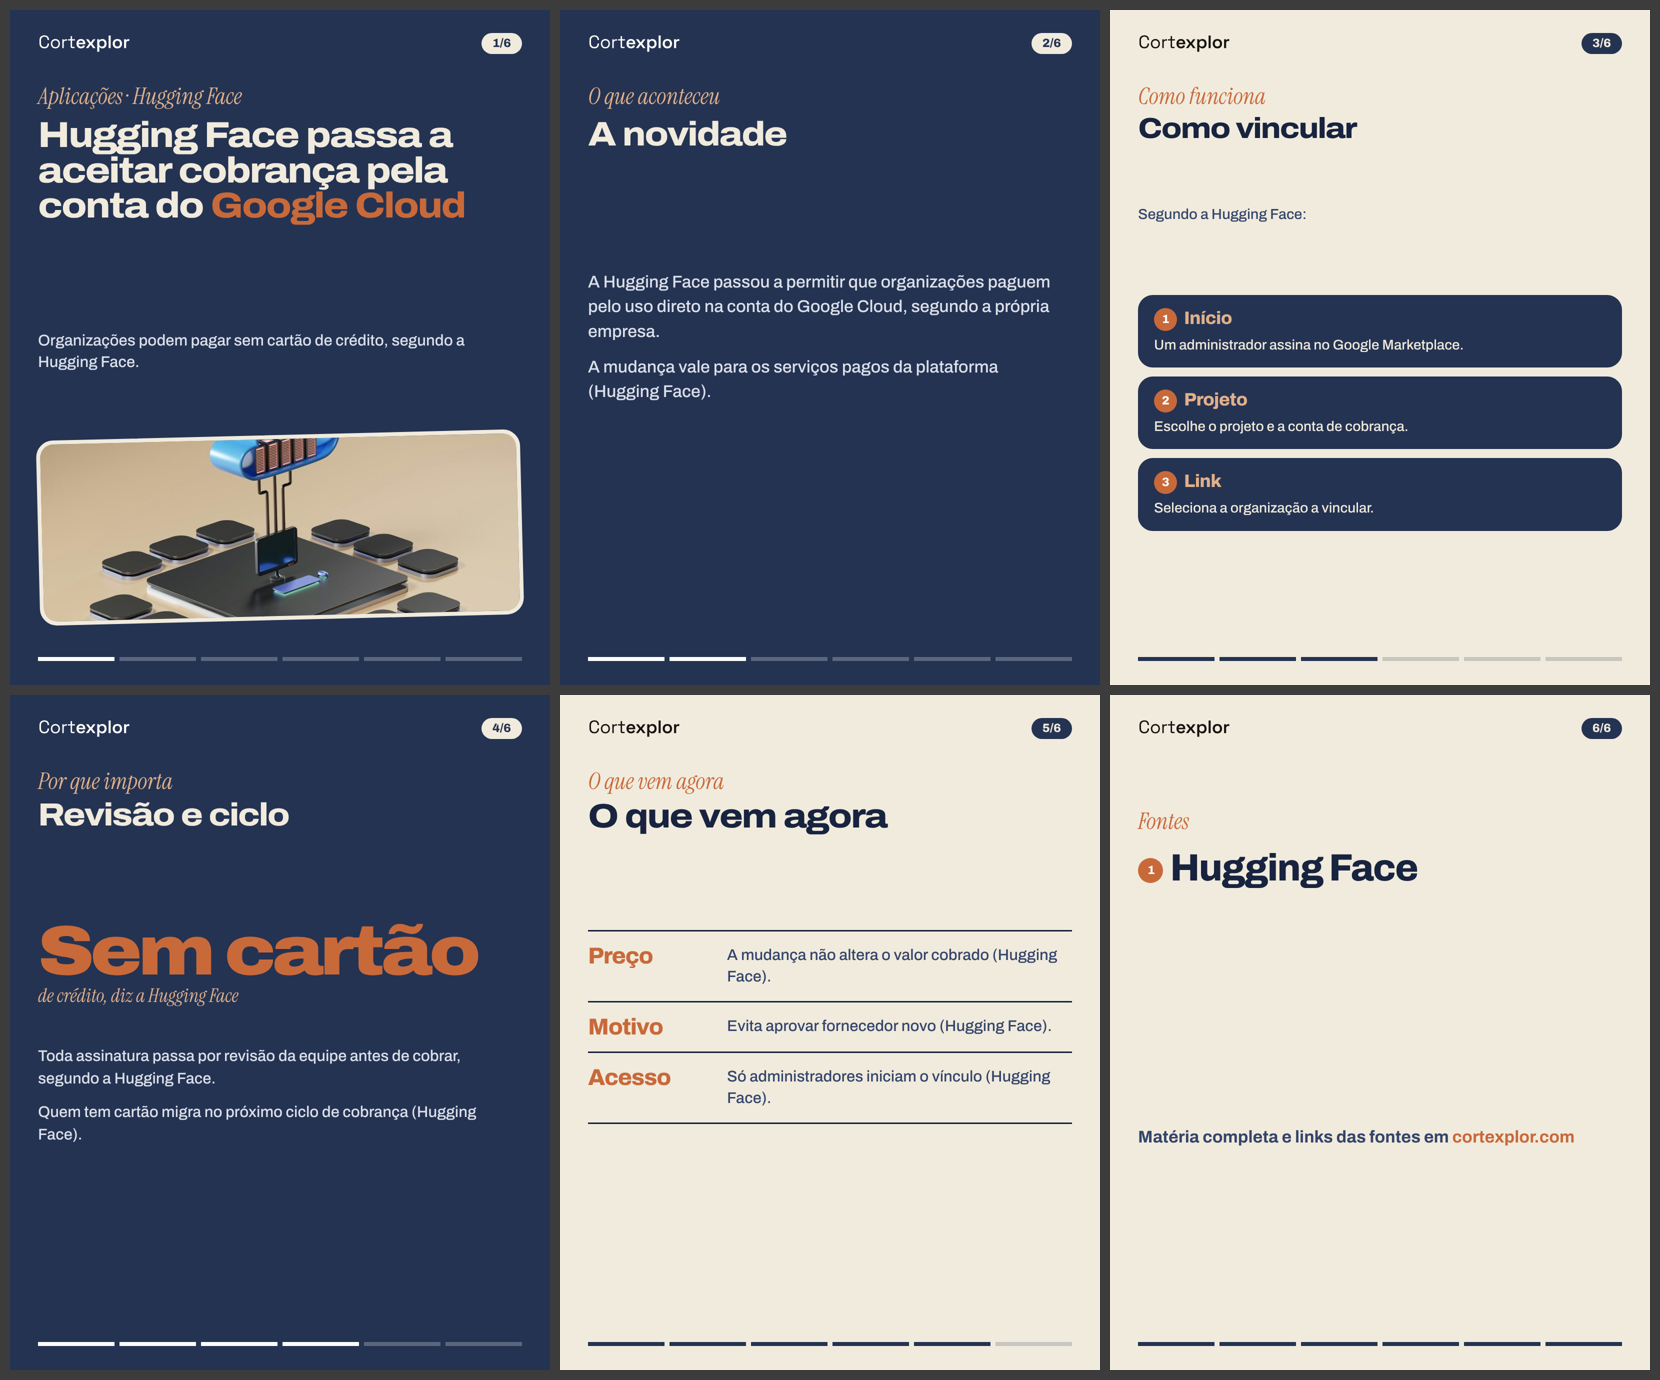 Cortexplor
1/6
Aplicações · Hugging Face
Hugging Face passa a
aceitar cobrança pela
conta do Google Cloud
Organizações podem pagar sem cartão de crédito, segundo a
Hugging Face.
Cortexplor
2/6
O que aconteceu
A novidade
A Hugging Face passou a permitir que organizações paguem
pelo uso direto na conta do Google Cloud, segundo a própria
empresa.
A mudança vale para os serviços pagos da plataforma
(Hugging Face).
Cortexplor
3/6
Como funciona
Como vincular
Segundo a Hugging Face:
1 Início
Um administrador assina no Google Marketplace.
2 Projeto
Escolhe o projeto e a conta de cobrança.
3 Link
Seleciona a organização a vincular.
Cortexplor
4/6
Por que importa
Revisão e ciclo
Sem cartão
de crédito, diz a Hugging Face
Toda assinatura passa por revisão da equipe antes de cobrar,
segundo a Hugging Face.
Quem tem cartão migra no próximo ciclo de cobrança (Hugging
Face).
Cortexplor
5/6
O que vem agora
O que vem agora
Preço
A mudança não altera o valor cobrado (Hugging
Face).
Motivo
Evita aprovar fornecedor novo (Hugging Face).
Acesso
Só administradores iniciam o vínculo (Hugging
Face).
Cortexplor
6/6
Fontes
1 Hugging Face
Matéria completa e links das fontes em cortexplor.com